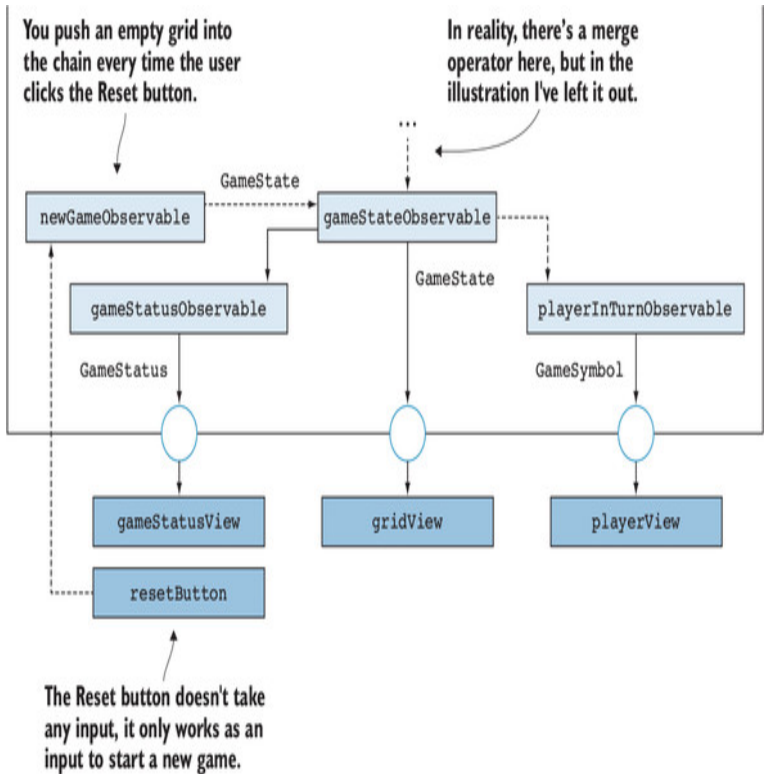 You push an empty grid into
the chain every time the user
clicks the Reset button.
In reality, there's a merge
operator here, but in the
illustration I've left it out.
...
GameState
newGameObservable
gameStateObservable
GameState
gameStatusObservable
playerInTurnObservable
GameStatus
GameSymbol
gameStatusView
gridView
playerView
resetButton
The Reset button doesn't take
any input, it only works as an
input to start a new game.